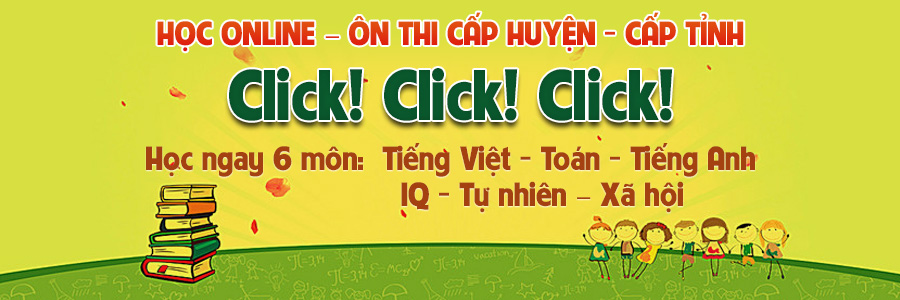 HỌC ONLINE – ÔN THI CẤP HUYỆN - CẤP TỈNH
Click! Click! Click!
Học ngay 6 môn: Tiếng Việt - Toán - Tiếng Anh
IQ - Tự nhiên – Xã hội